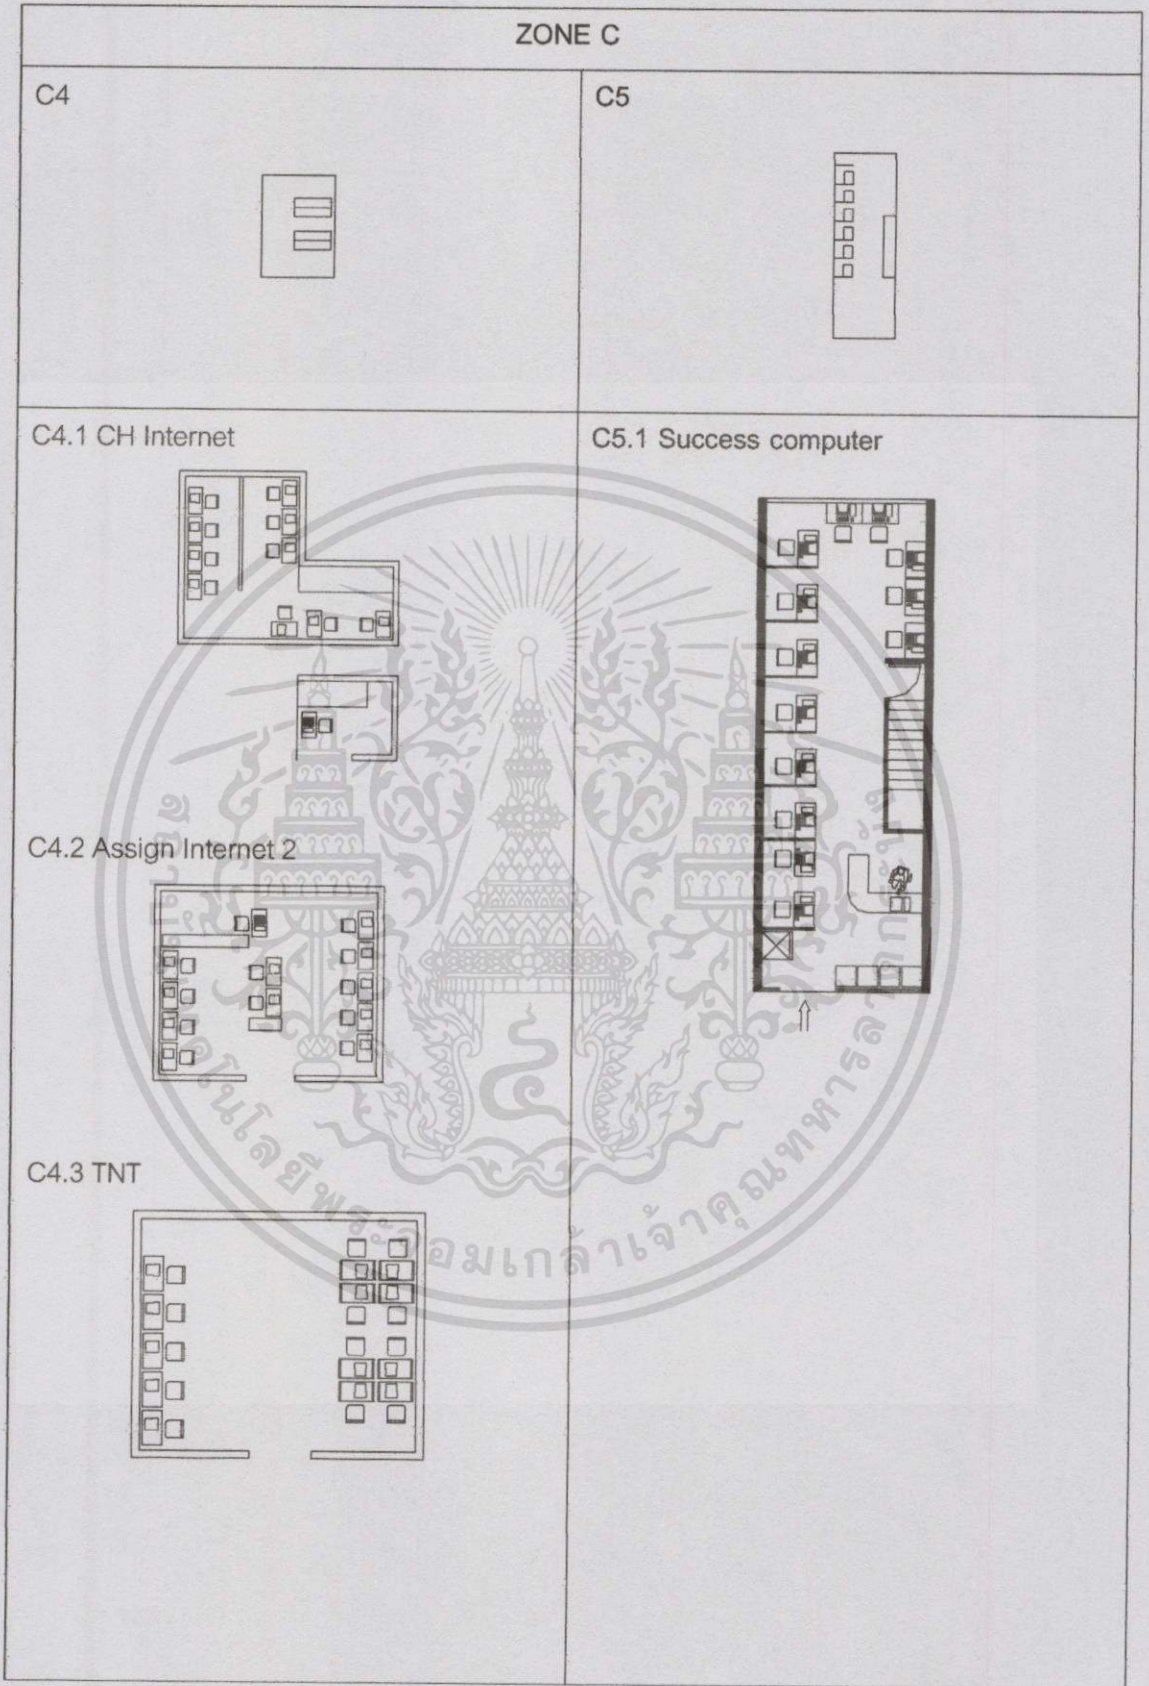 ZONE C
C4
C5
C4.1 CH Internet
C5.1 Success computer
C4.2 Assign Internet 2
C4.3 TNT